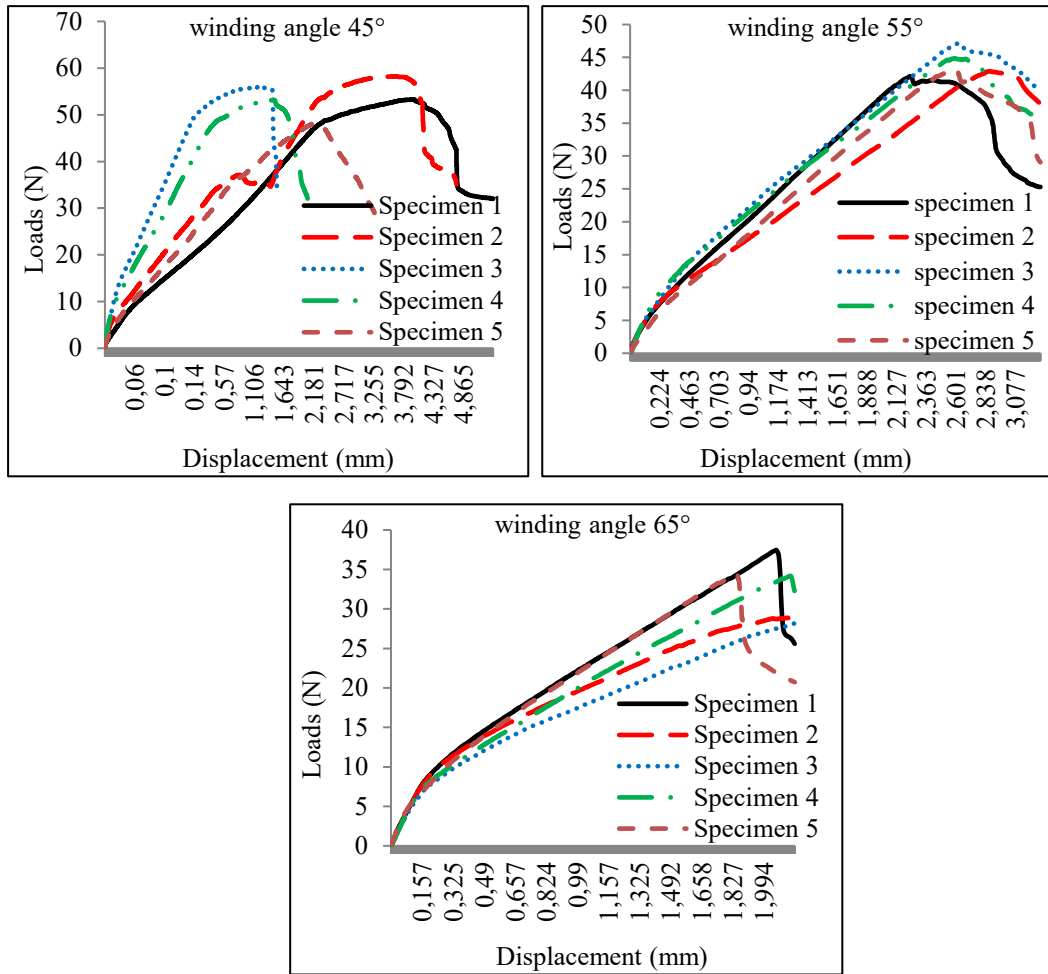 winding angle 45°
70
60
50
40
30
20
10
0
Loads (N)
Specimen 1
Specimen 2
Specimen 3
Specimen 4
Specimen 5
0,06
0,1
0,14
0,57
1,106
1,643
2,181
2,717
3,255
3,792
4,327
4,865
Displacement (mm)
winding angle 55°
50
45
40
35
30
25
20
15
10
5
0
Loads (N)
specimen 1
specimen 2
specimen 3
specimen 4
specimen 5
0,224
0,463
0,703
0,94
1,174
1,413
1,651
1,888
2,127
2,363
2,601
2,838
3,077
Displacement (mm)
winding angle 65°
40
35
30
25
20
15
10
5
0
Loads (N)
Specimen 1
Specimen 2
Specimen 3
Specimen 4
Specimen 5
0,157
0,325
0,49
0,657
0,824
0,99
1,157
1,325
1,492
1,658
1,827
1,994
Displacement (mm)